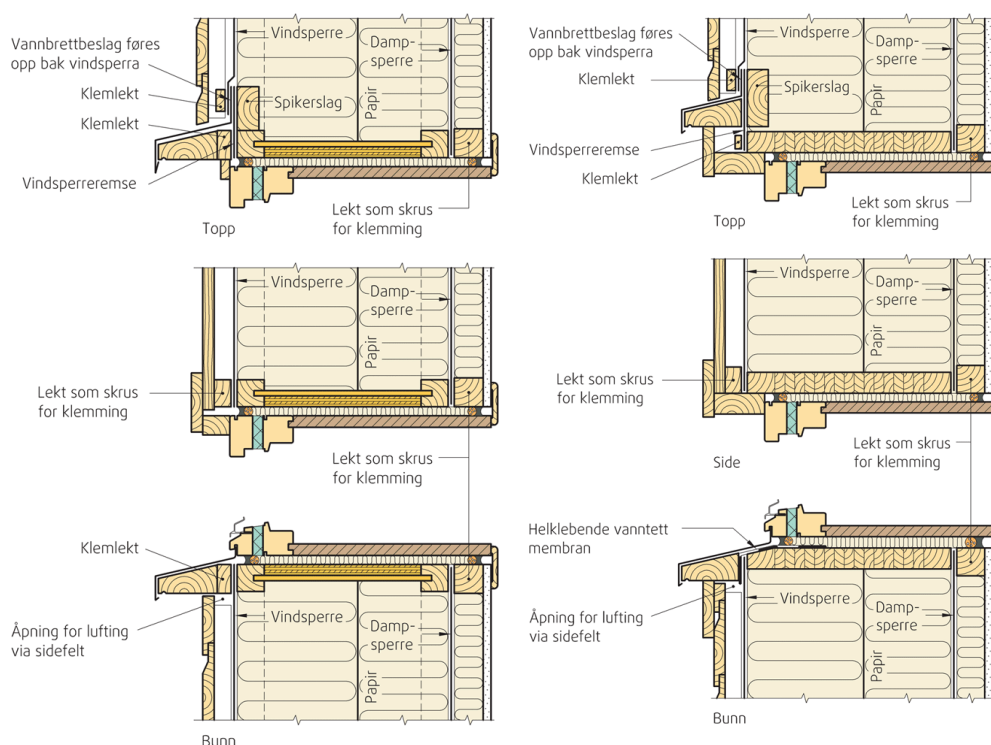 Vannbrettbeslag føres
opp bak vindsperra
Klemlekt
Klemlekt
Vindsperreremse
Vindsperre
Damp-
sperre
Spikerslag
Papir
Lekt som skrus
for klemming
Topp
Vindsperre
Damp-
sperre
Papir
Lekt som skrus
for klemming
Lekt som skrus
for klemming
Klemlekt
Åpning for lufting
via sidefelt
Vindsperre
Damp-
sperre
Papir
Bunn
Vannbrettbeslag føres
opp bak vindsperra
Klemlekt
Vindsperreremse
Klemlekt
Vindsperre
Damp-
sperre
Spikerslag
Papir
Lekt som skrus
for klemming
Topp
Vindsperre
Damp-
sperre
Papir
Lekt som skrus
for klemming
Side
Lekt som skrus
for klemming
Helklebende vanntett
membran
Åpning for lufting
via sidefelt
Vindsperre
Damp-
sperre
Papir
Bunn